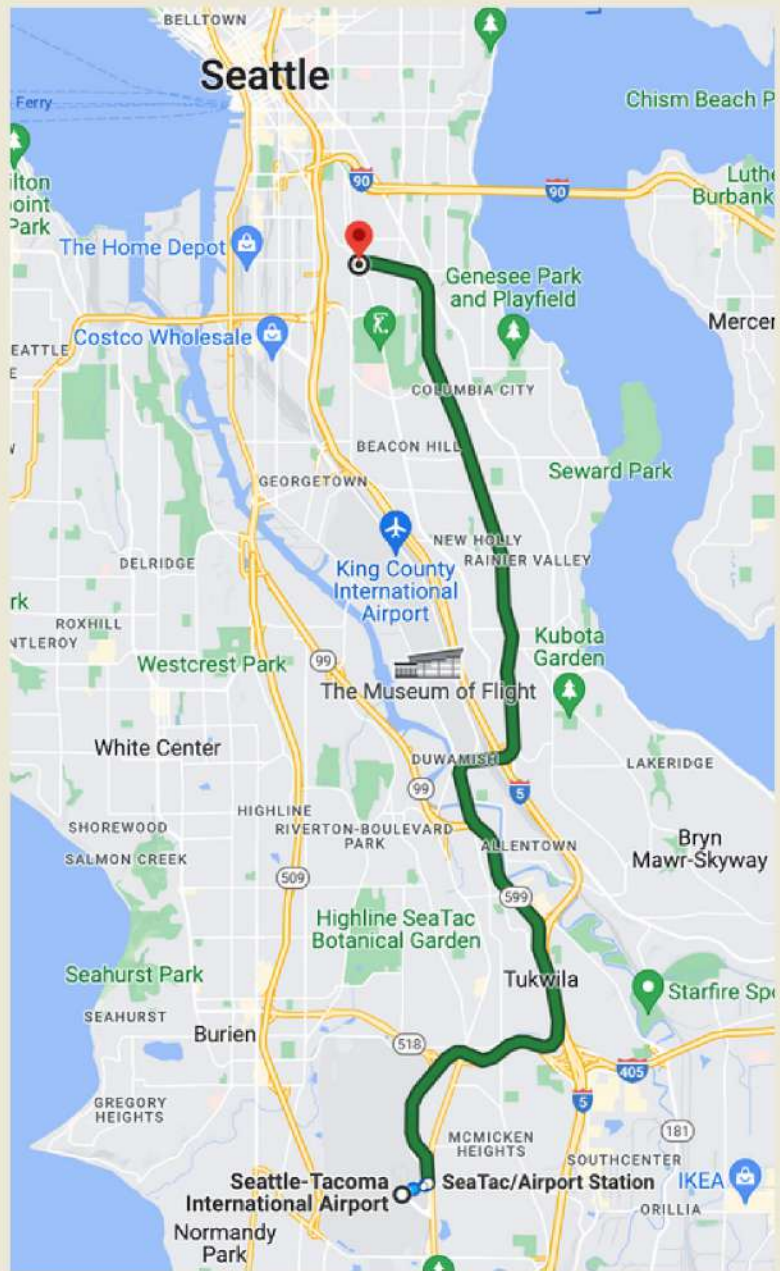 BELLTOWN
Seattle
Ferry
Chism Beach P
90
90
ilton
oint
Park
Luthe
Burbank
The Home Depot
Genesee Park
and Playfield
Mercer
Costco Wholesale
EATTLE
E
COLUMBIA CITY
W
BEACON HILL
Seward Park
GEORGETOWN
NEW HOLLY
RAINIER VALLEY
DELRIDGE
King County
International
Airport
rk
ROXHILL
NTLEROY
Kubota
Garden
Westcrest Park
99
The Museum of Flight
White Center
DUWAMISH
LAKERIDGE
99
5
HIGHLINE
SHOREWOOD
RIVERTON-BOULEVARD
PARK
Bryn
Mawr-Skyway
ALLENTOWN
SALMON CREEK
509
599
Highline SeaTac
Botanical Garden
Seahurst Park
Tukwila
Starfire Spo
SEAHURST
Burien
518
405
GREGORY
HEIGHTS
5
181
MCMICKEN
HEIGHTS
SOUTHCENTER
Seattle-Tacoma
International Airport
SeaTac/Airport Station
IKEA
ORILLIA
Normandy
Park